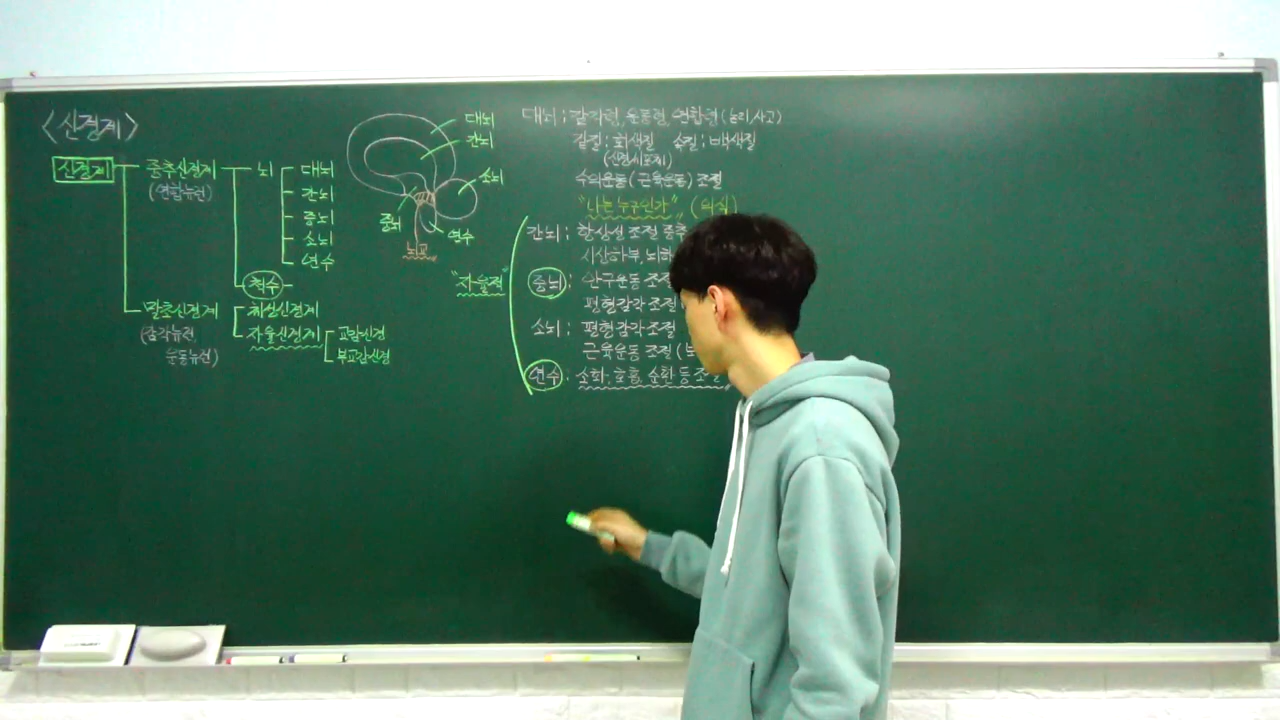 <신경계>
신경계
중추신경계
(연합뉴런)
뇌
대뇌
간뇌
중뇌
소뇌
연수
척수
말초신경계
(감각뉴런,
운동뉴런)
체성신경계
자율신경계
교감신경
부교감신경
대뇌
간뇌
소뇌
중뇌
연수
뇌교
대뇌: 감각령, 운동령, 연합령(논리/사고)
겉질: 회색질 속질: 백색질
(신경세포체)
수의운동(근육운동) 조절
"나는 누구인가" (의식)
"자율적"
간뇌: 항상성 조절 중추
시상하부, 뇌하
중뇌: 안구운동 조절
평형감각 조절
소뇌: 평형감각 조절
근육운동 조절(
연수: 소화, 호흡, 순환 등 조절